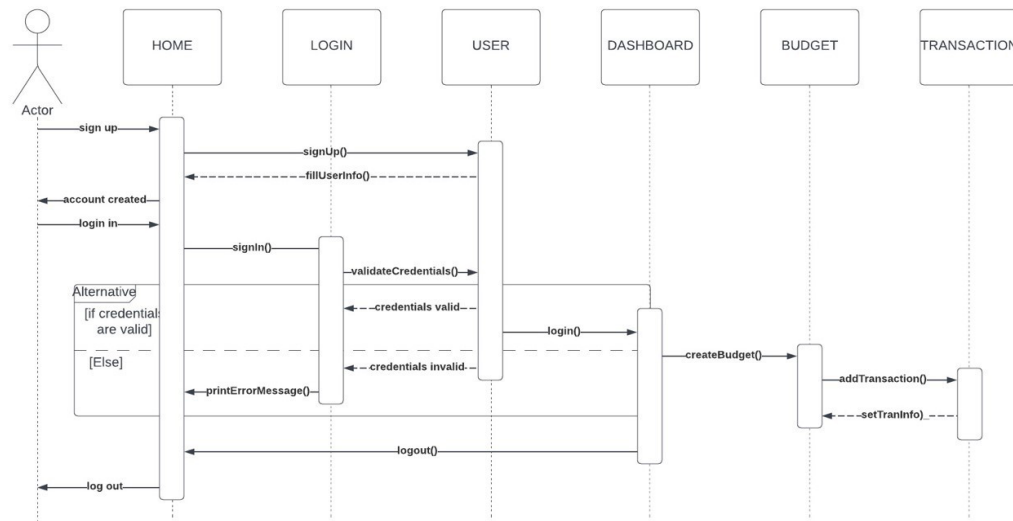 HOME
LOGIN
USER
DASHBOARD
BUDGET
TRANSACTION
Actor
sign up
signUp()
fillUserInfo()
account created
login in
signIn()
validateCredentials()
Alternative
[if credentials
are valid]
credentials valid
login()
createBudget()
[Else]
credentials invalid
addTransaction()
printErrorMessage()
setTranInfo)_
logout()
log out